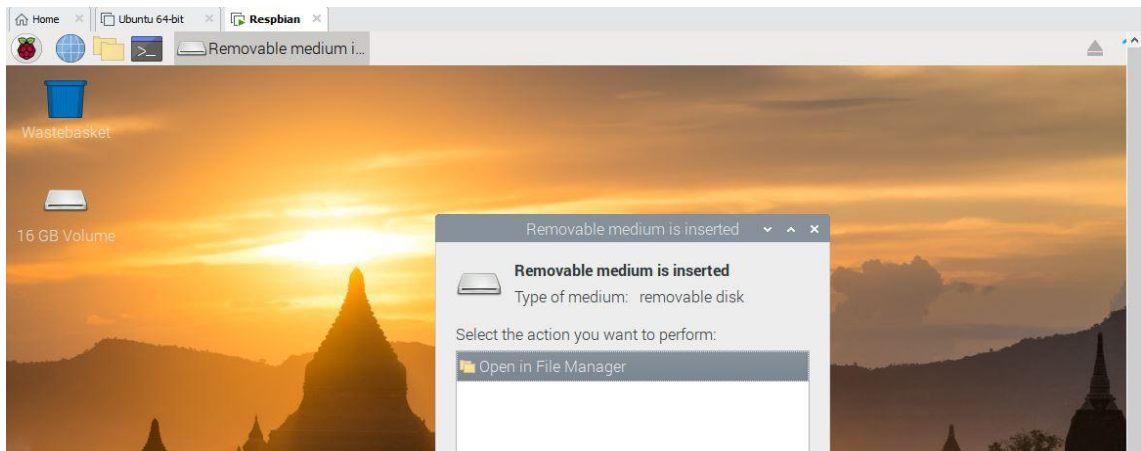 Home Ubuntu 64-bit Respbian
>_ Removable medium i...
Wastebasket
16 GB Volume
Removable medium is inserted
Removable medium is inserted
Type of medium: removable disk
Select the action you want to perform:
Open in File Manager